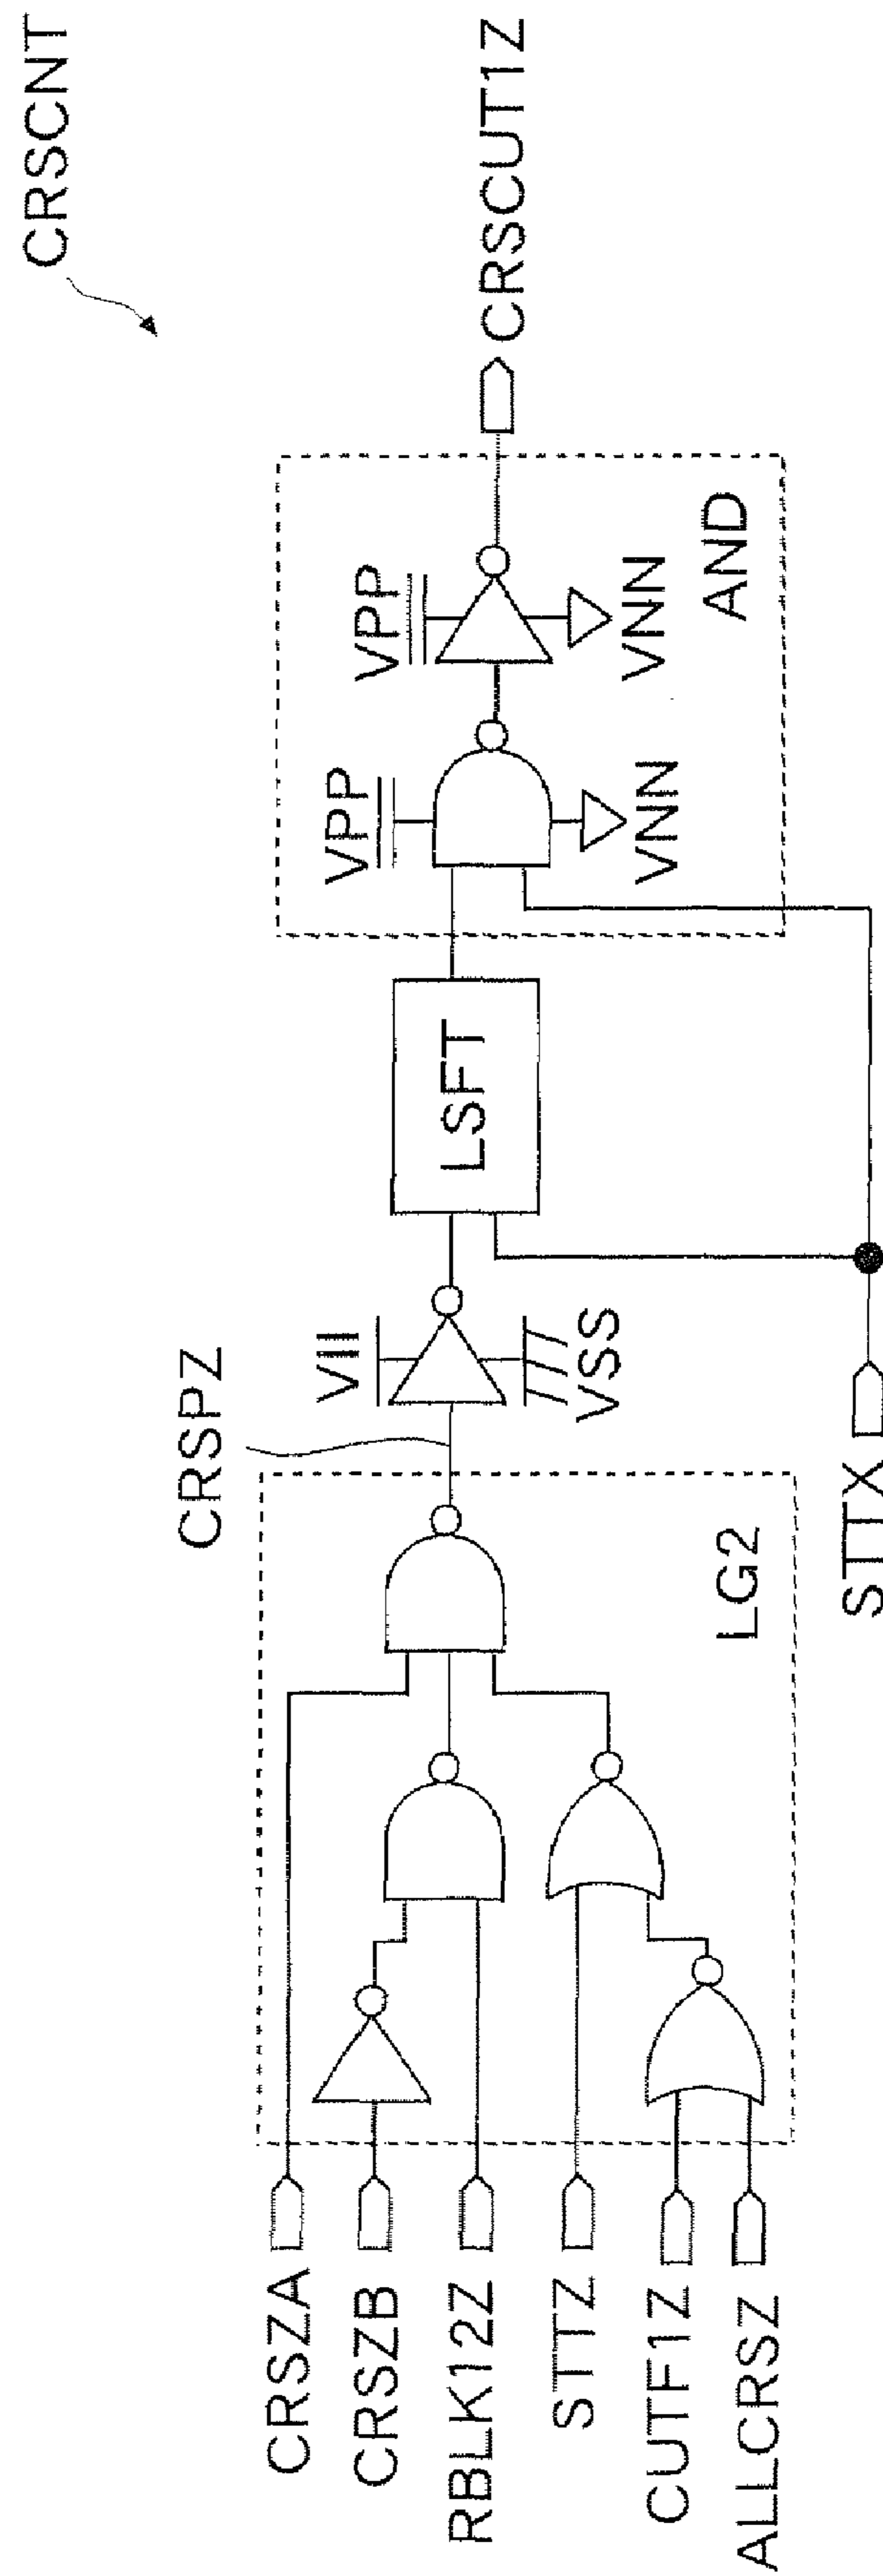 CRSCNT
CRSZA
CRSZB
RBLK12Z
STTZ
CUTF1Z
ALLCRSZ
LG2
CRSPZ
VII
VSS
LSFT
STTX
VPP
VNN
VPP
VNN
AND
CRSCUT1Z